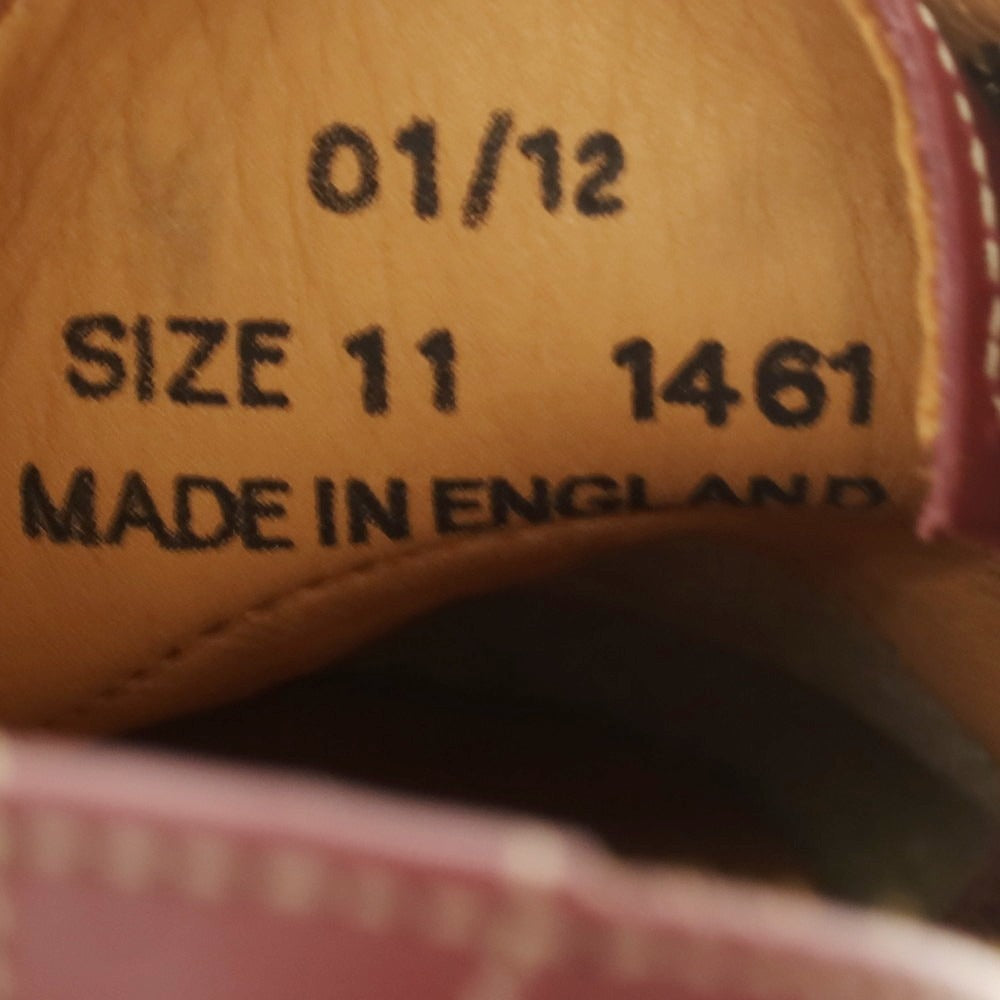 01/12
SIZE 11 1461
MADE IN ENGLAND